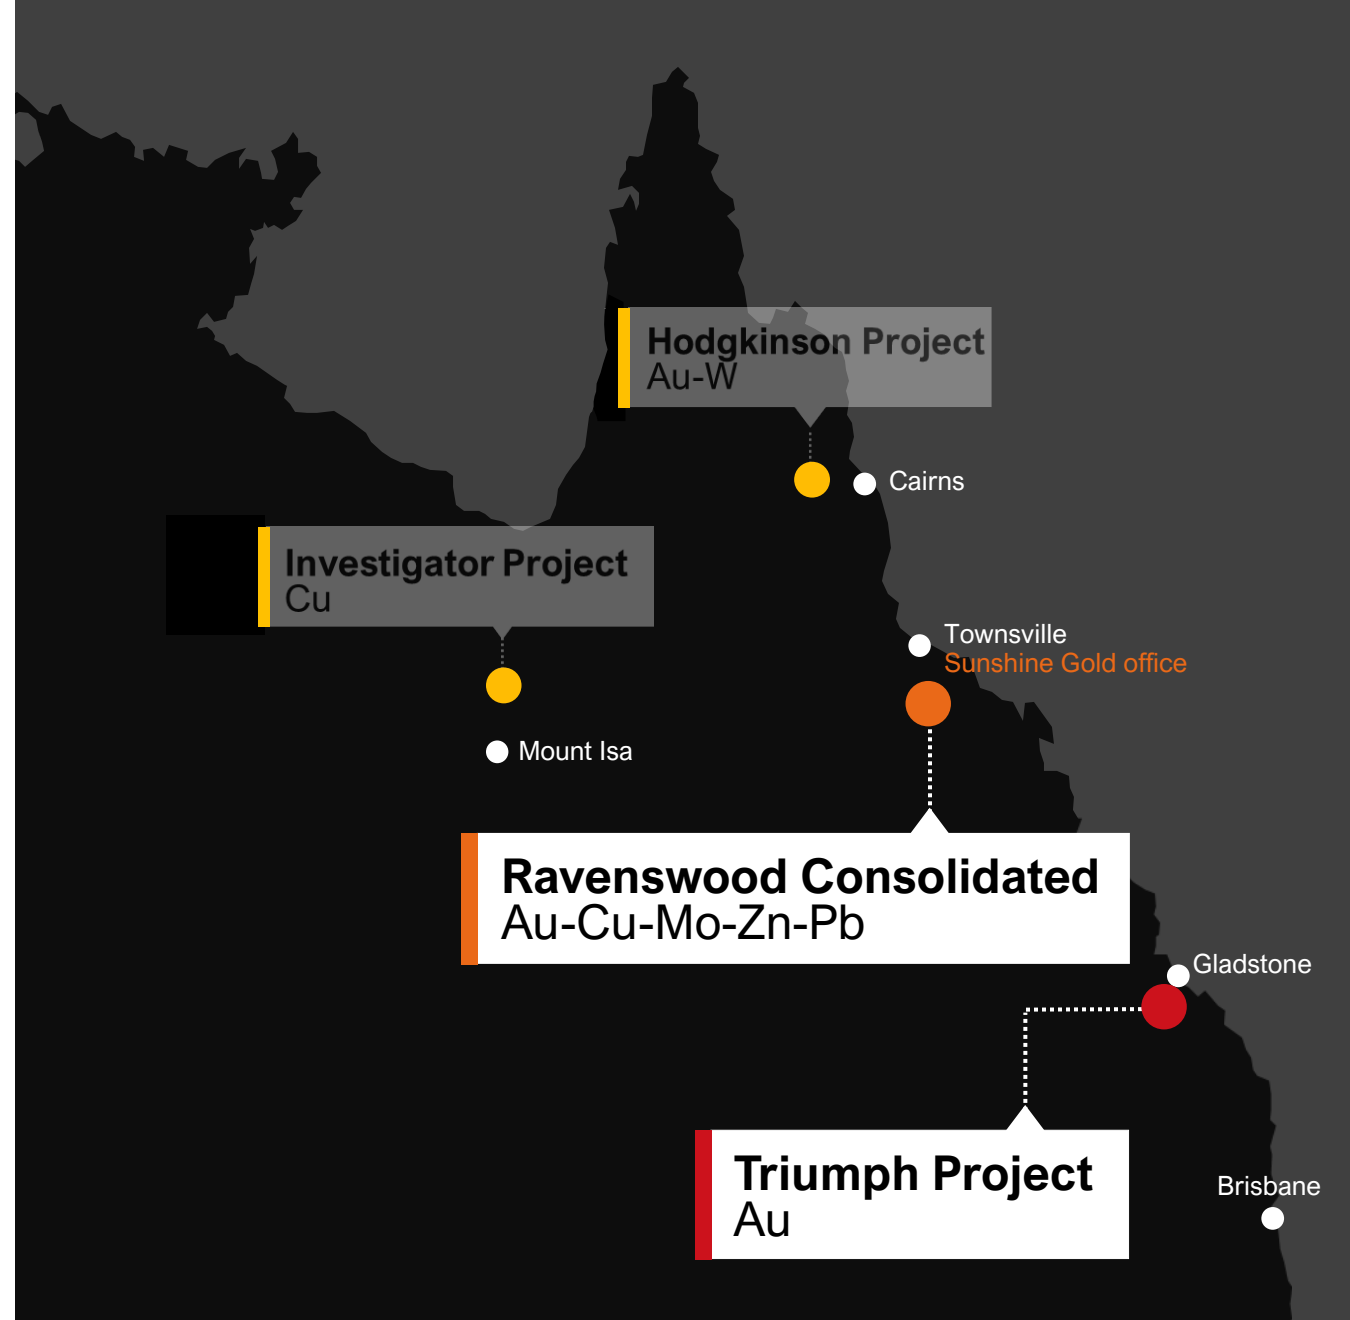 Hodgkinson Project
Au-W
Cairns
Investigator Project
Cu
Townsville
Sunshine Gold office
Mount Isa
Ravenswood Consolidated
Au-Cu-Mo-Zn-Pb
Gladstone
Triumph Project
Au
Brisbane